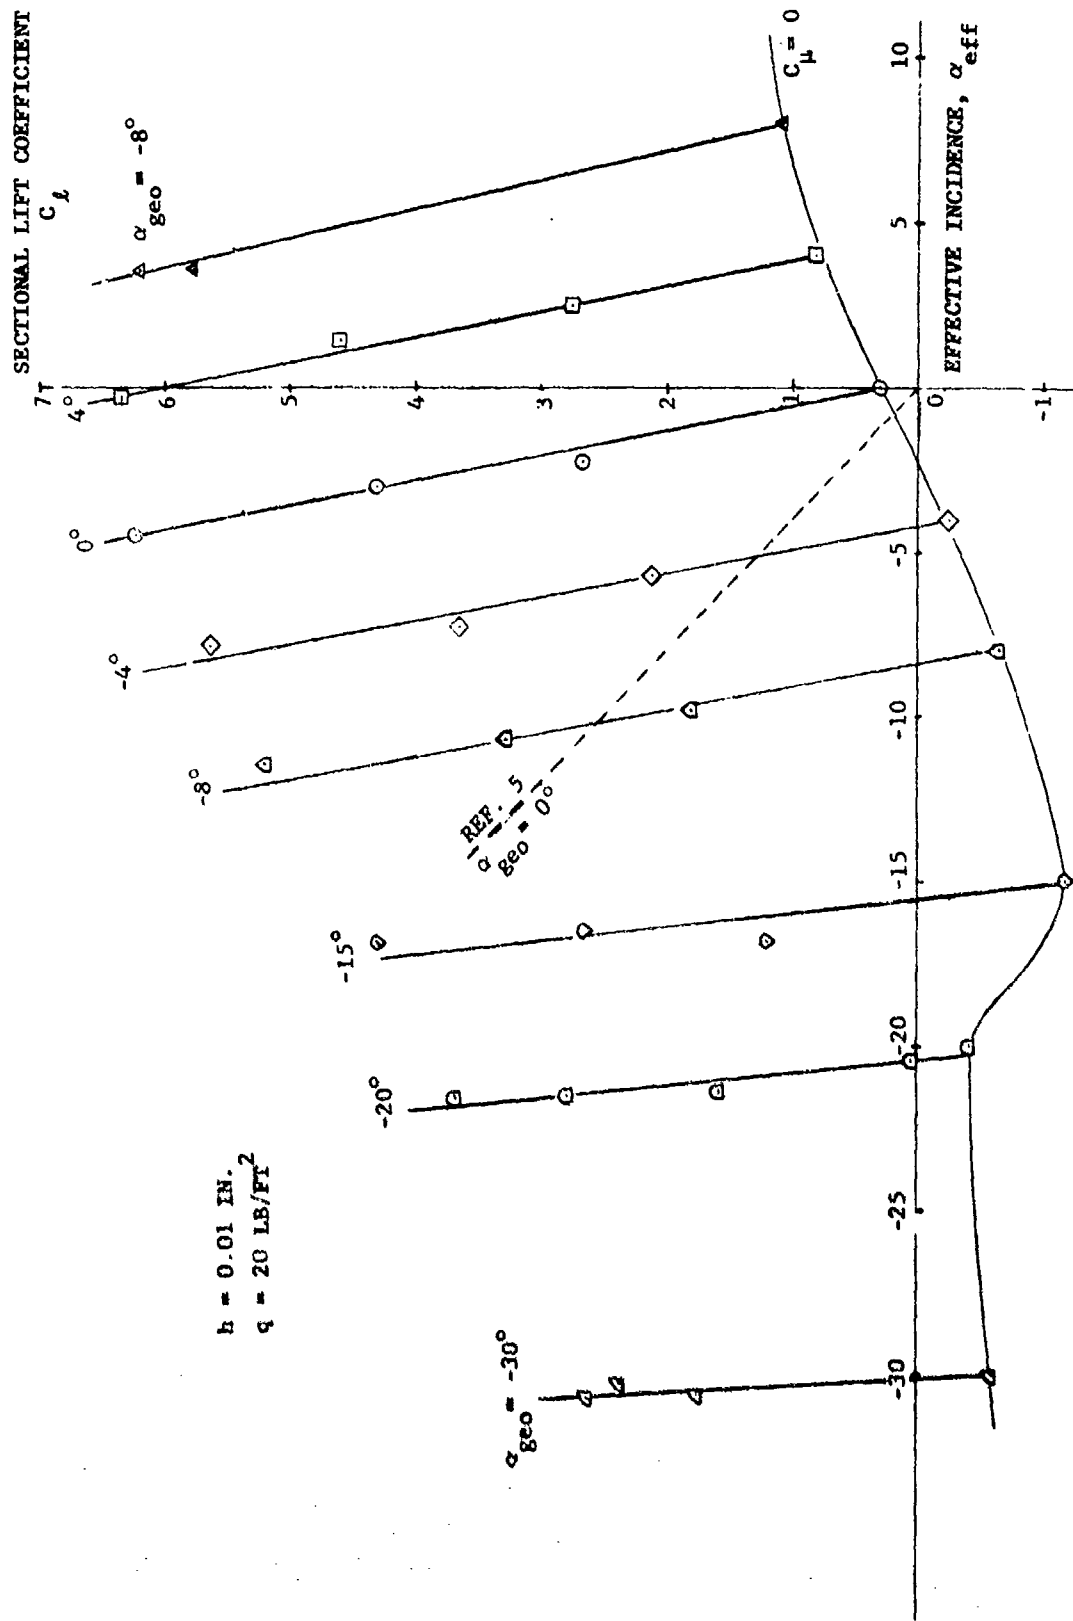 SECTIONAL LIFT COEFFICIENT
C_ℓ
α_geo = -8°
4°
0°
-4°
-8°
-15°
-20°
α_geo = -30°
7
6
5
4
3
2
1
0
-1
h = 0.01 IN.
q = 20 LB/FT²
REF. 5
α_geo = 0°
C_μ = 0
-30
-25
-20
-15
-10
-5
5
10
EFFECTIVE INCIDENCE, α_eff